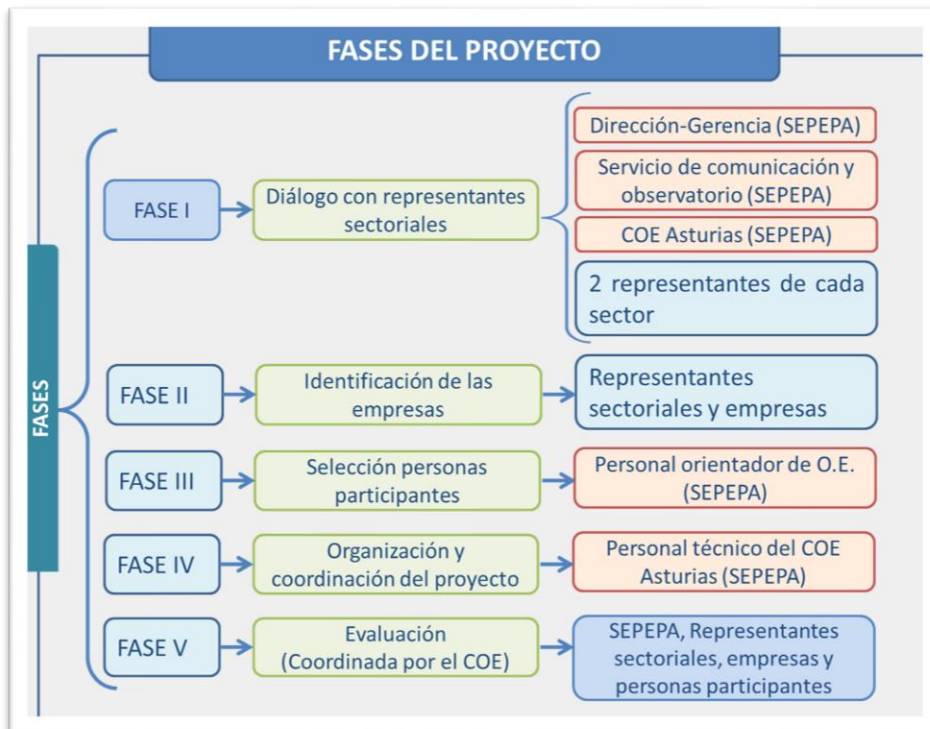 FASES DEL PROYECTO
FASES
FASE I
Diálogo con representantes
sectoriales
Dirección-Gerencia (SEPEPA)
Servicio de comunicación y
observatorio (SEPEPA)
COE Asturias (SEPEPA)
2 representantes de cada
sector
FASE II
Identificación de las
empresas
Representantes
sectoriales y empresas
FASE III
Selección personas
participantes
Personal orientador de O.E.
(SEPEPA)
FASE IV
Organización y
coordinación del proyecto
Personal técnico del COE
Asturias (SEPEPA)
FASE V
Evaluación
(Coordinada por el COE)
SEPEPA, Representantes
sectoriales, empresas y
personas participantes